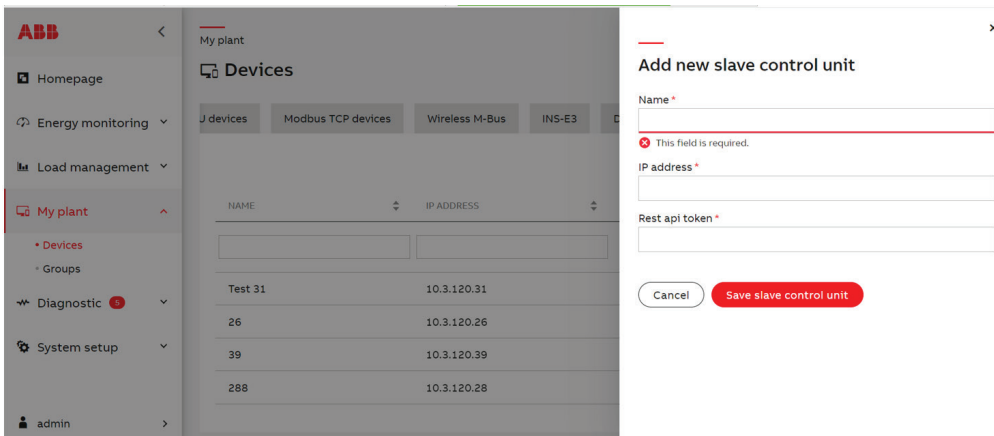 ABB
Homepage
Energy monitoring
Load management
My plant
Devices
Groups
Diagnostic 5
System setup
admin
My plant
Devices
U devices Modbus TCP devices Wireless M-Bus INS-E3 D
NAME IP ADDRESS
Test 31 10.3.120.31
26 10.3.120.26
39 10.3.120.39
288 10.3.120.28
Add new slave control unit
Name *
This field is required.
IP address *
Rest api token *
Cancel Save slave control unit